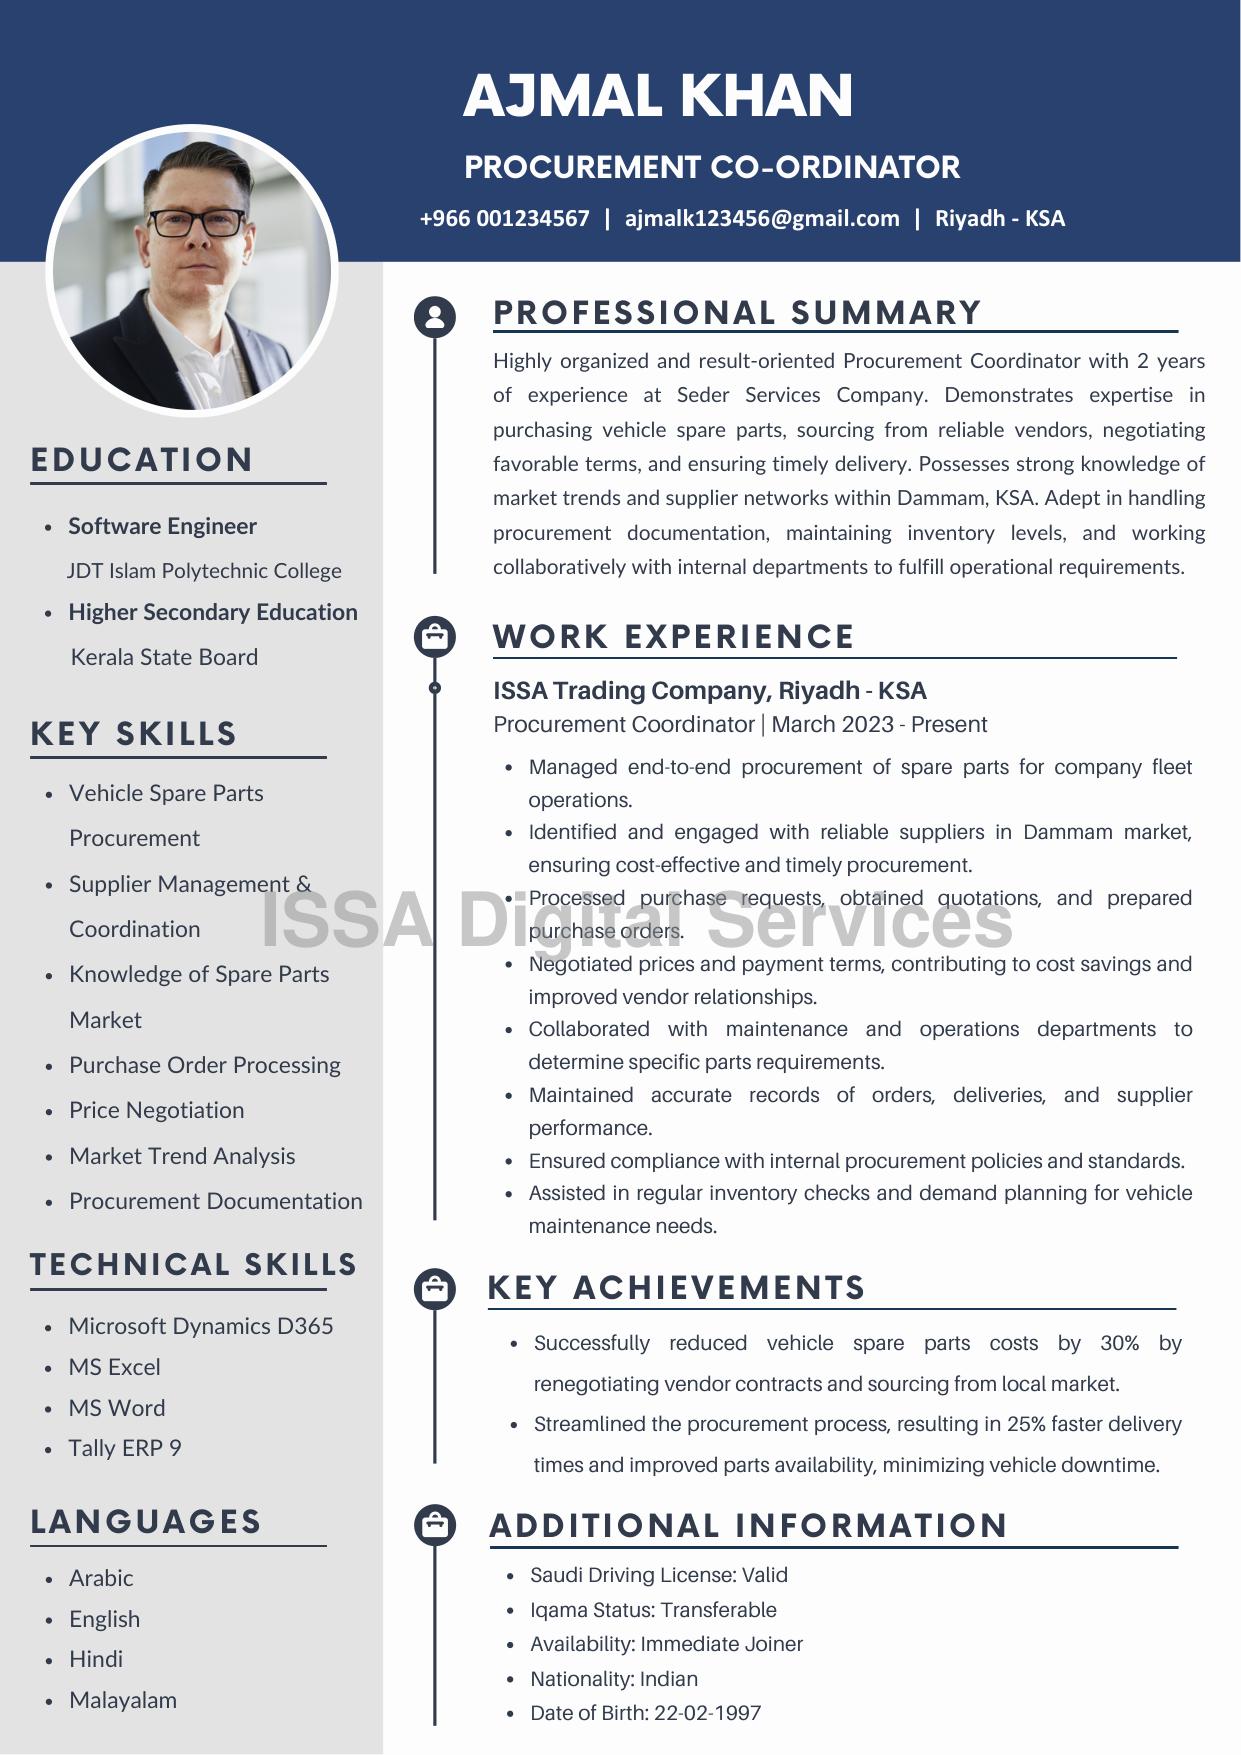 AJMAL KHAN
PROCUREMENT CO-ORDINATOR
+966 001234567 | ajmalk123456@gmail.com | Riyadh - KSA
EDUCATION
• Software Engineer
JDT Islam Polytechnic College
• Higher Secondary Education
Kerala State Board
KEY SKILLS
• Vehicle Spare Parts
Procurement
• Supplier Management &
Coordination
• Knowledge of Spare Parts
Market
• Purchase Order Processing
• Price Negotiation
• Market Trend Analysis
• Procurement Documentation
TECHNICAL SKILLS
• Microsoft Dynamics D365
• MS Excel
• MS Word
• Tally ERP 9
LANGUAGES
• Arabic
• English
• Hindi
• Malayalam
PROFESSIONAL SUMMARY
Highly organized and result-oriented Procurement Coordinator with 2 years
of experience at Seder Services Company. Demonstrates expertise in
purchasing vehicle spare parts, sourcing from reliable vendors, negotiating
favorable terms, and ensuring timely delivery. Possesses strong knowledge of
market trends and supplier networks within Dammam, KSA. Adept in handling
procurement documentation, maintaining inventory levels, and working
collaboratively with internal departments to fulfill operational requirements.
WORK EXPERIENCE
ISSA Trading Company, Riyadh - KSA
Procurement Coordinator | March 2023 - Present
• Managed end-to-end procurement of spare parts for company fleet
operations.
• Identified and engaged with reliable suppliers in Dammam market,
ensuring cost-effective and timely procurement.
• Processed purchase requests, obtained quotations, and prepared
purchase orders.
• Negotiated prices and payment terms, contributing to cost savings and
improved vendor relationships.
• Collaborated with maintenance and operations departments to
determine specific parts requirements.
• Maintained accurate records of orders, deliveries, and supplier
performance.
• Ensured compliance with internal procurement policies and standards.
• Assisted in regular inventory checks and demand planning for vehicle
maintenance needs.
KEY ACHIEVEMENTS
• Successfully reduced vehicle spare parts costs by 30% by
renegotiating vendor contracts and sourcing from local market.
• Streamlined the procurement process, resulting in 25% faster delivery
times and improved parts availability, minimizing vehicle downtime.
ADDITIONAL INFORMATION
• Saudi Driving License: Valid
• Iqama Status: Transferable
• Availability: Immediate Joiner
• Nationality: Indian
• Date of Birth: 22-02-1997
ISSA Digital Services